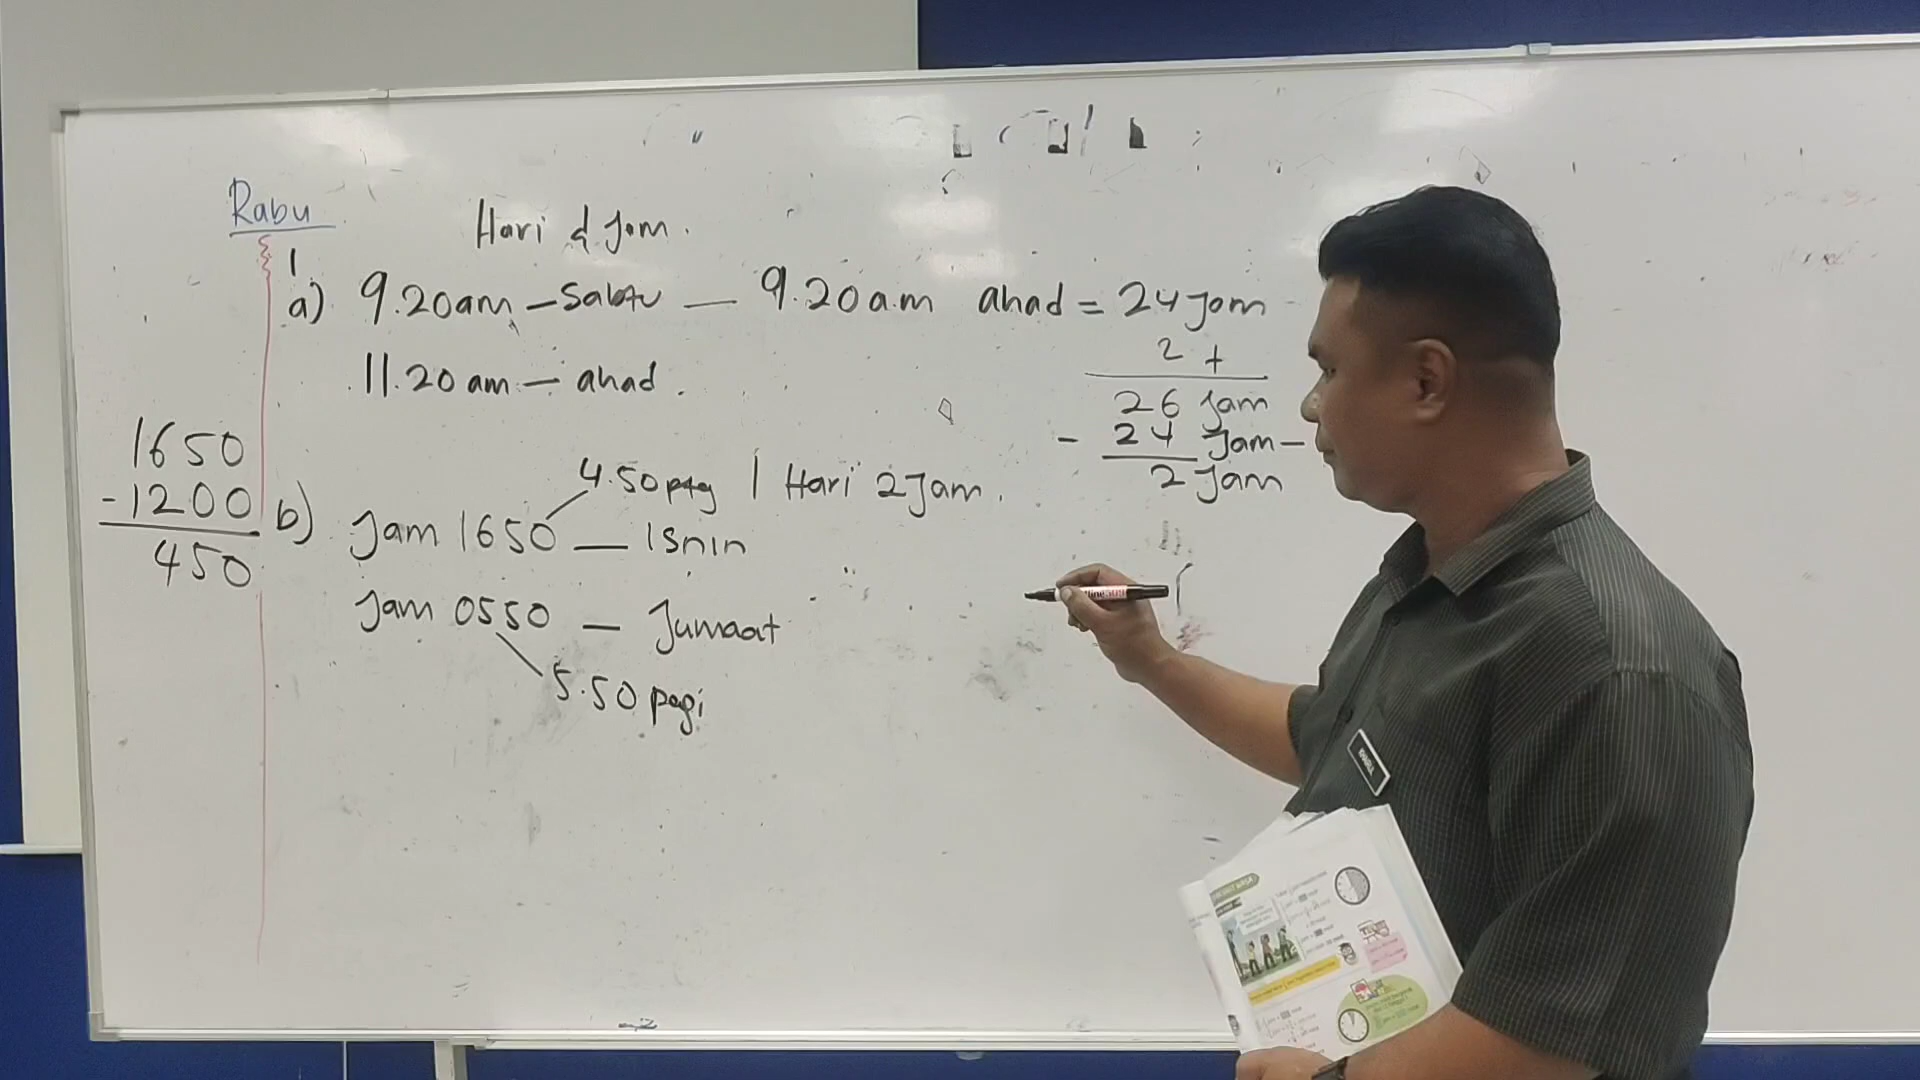 Rabu
Hari & Jam.
1
a) 9.20am — Sabtu — 9.20a.m ahad = 24 Jam
2 +
11.20 am — ahad.
26 Jam
- 24 Jam -
2 Jam
1650
-1200
450
4.50 ptg 1 Hari 2 Jam.
b) Jam 1650 — Isnin
Jam 0550 — Jumaat
5.50 pagi